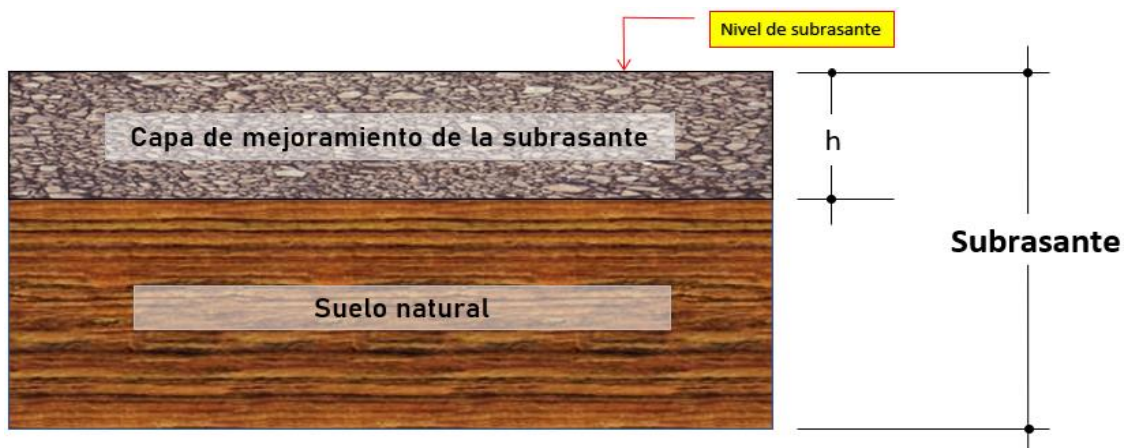 Nivel de subrasante
Capa de mejoramiento de la subrasante
h
Subrasante
Suelo natural